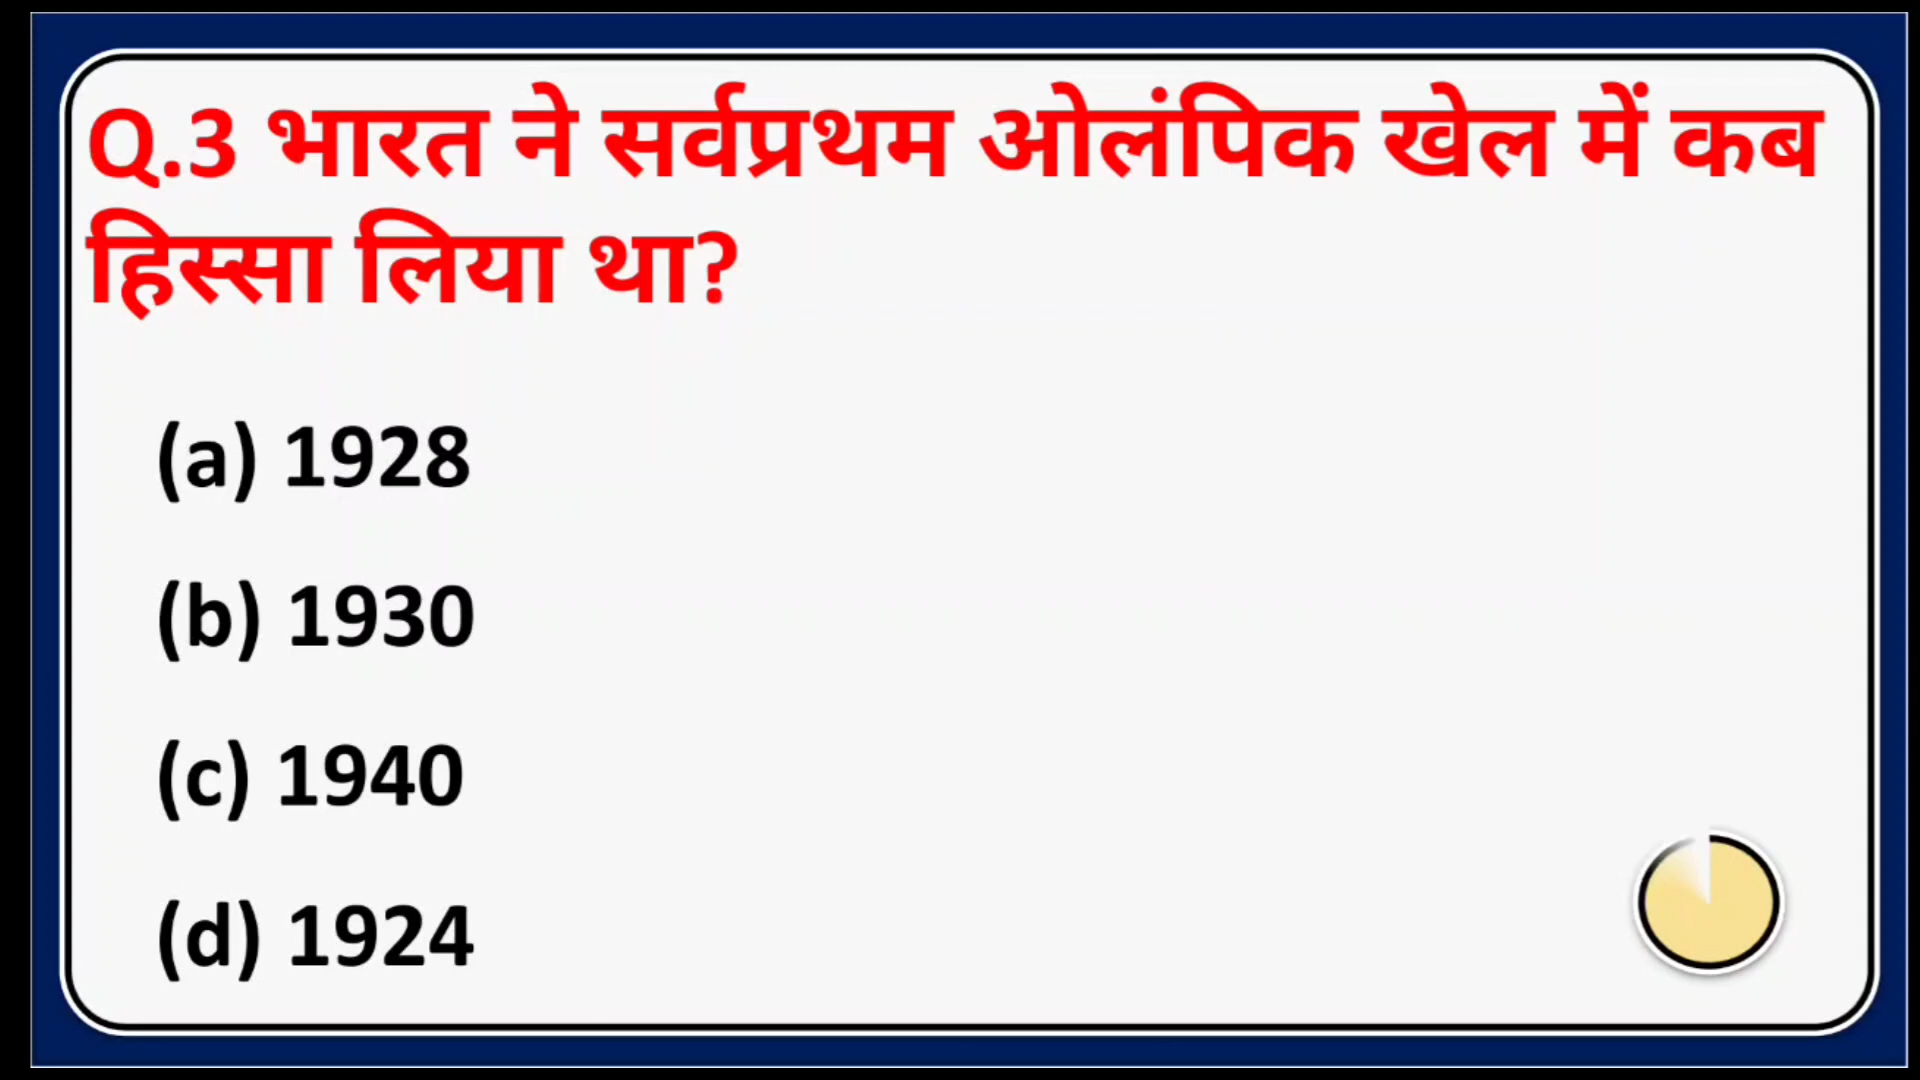 Q.3 भारत ने सर्वप्रथम ओलंपिक खेल में कब
हिस्सा लिया था?
(a) 1928
(b) 1930
(c) 1940
(d) 1924